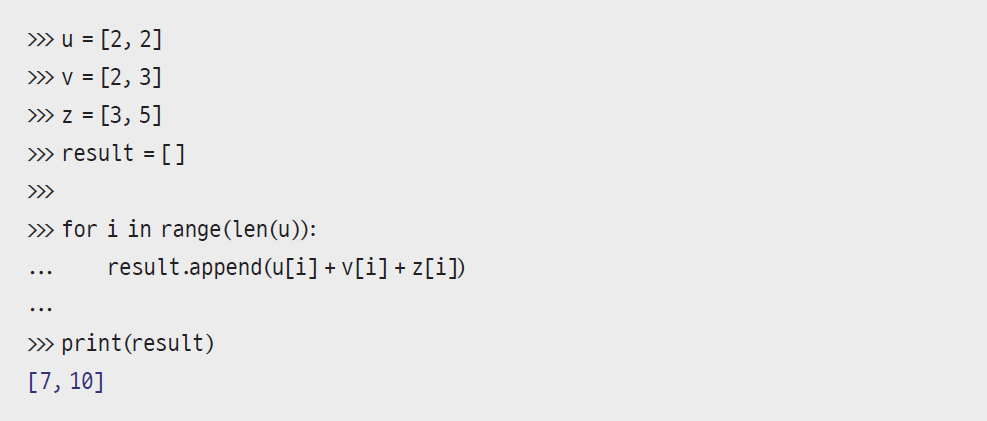 >>> u = [2, 2]
>>> v = [2, 3]
>>> z = [3, 5]
>>> result = []
>>>
>>> for i in range(len(u)):
...     result.append(u[i] + v[i] + z[i])
...
>>> print(result)
[7, 10]